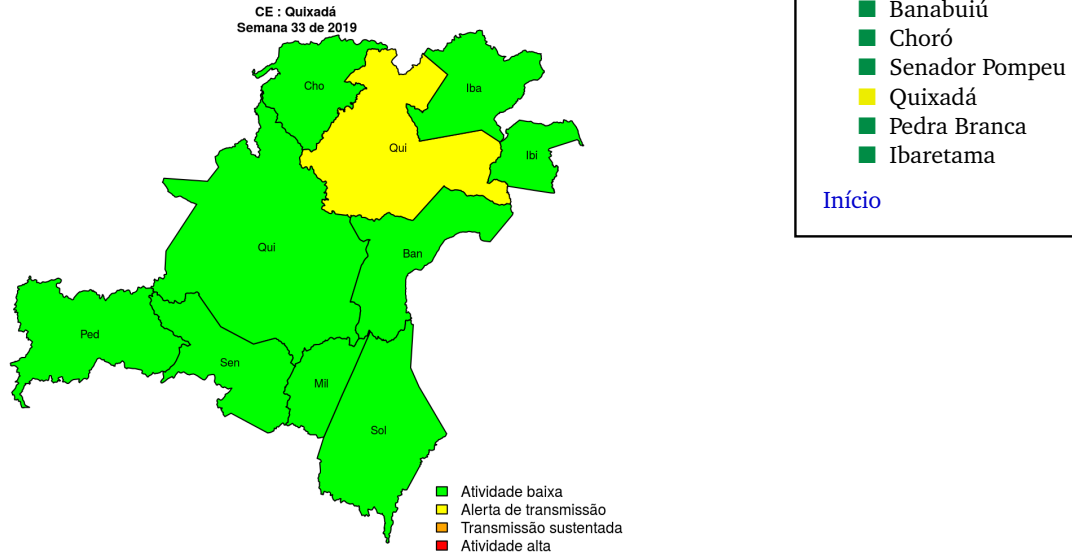 CE : Quixadá
Semana 33 de 2019
Cho
Iba
Qui
Ibi
Qui
Ban
Ped
Sen
Mil
Sol
Atividade baixa
Alerta de transmissão
Transmissão sustentada
Atividade alta
Banabuiú
Choró
Senador Pompeu
Quixadá
Pedra Branca
Ibaretama
Início